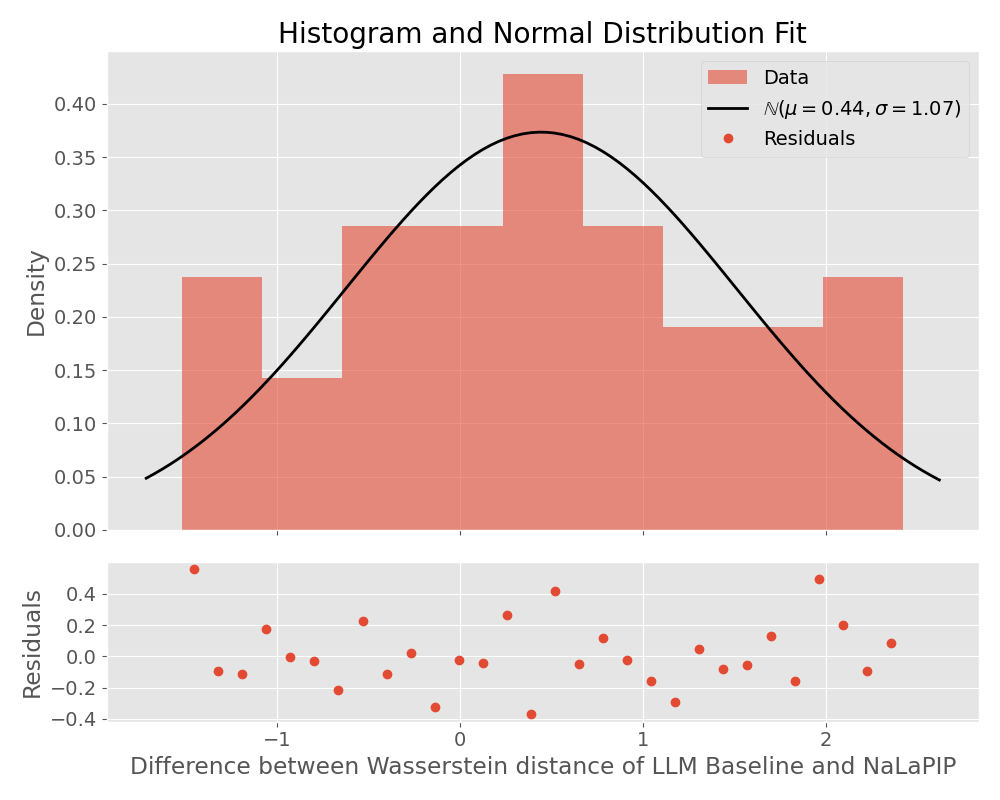 Histogram and Normal Distribution Fit
Data
ℕ(μ = 0.44, σ = 1.07)
Residuals
Density
0.40
0.35
0.30
0.25
0.20
0.15
0.10
0.05
0.00
Residuals
0.4
0.2
0.0
−0.2
−0.4
−1 0 1 2
Difference between Wasserstein distance of LLM Baseline and NaLaPIP